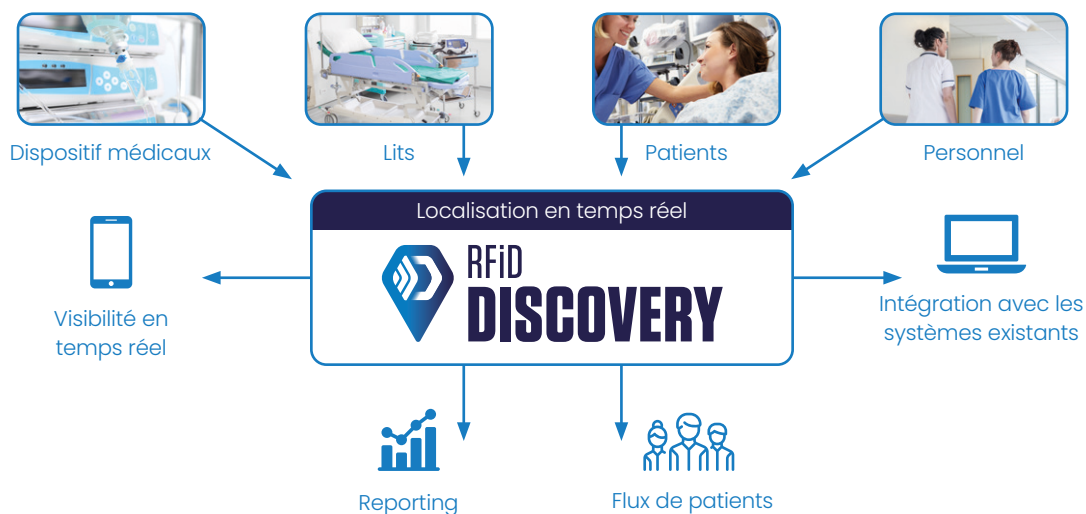 Dispositif médicaux
Lits
Patients
Personnel
Localisation en temps réel
RFiD
DISCOVERY
Visibilité en
temps réel
Intégration avec les
systèmes existants
Reporting
Flux de patients